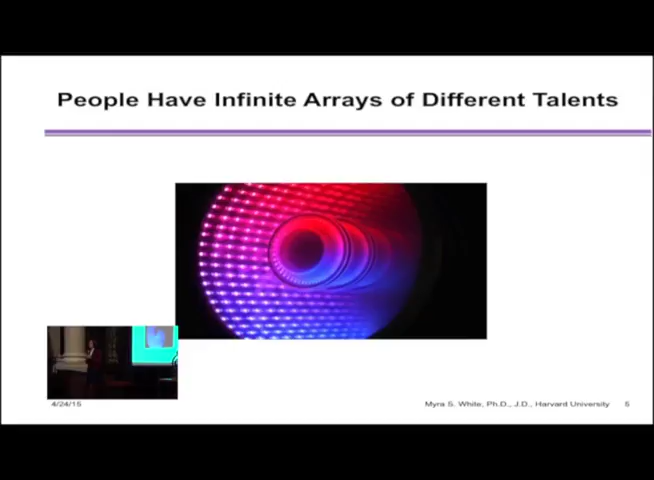 People Have Infinite Arrays of Different Talents
4/24/15
Myra S. White, Ph.D., J.D., Harvard University 5